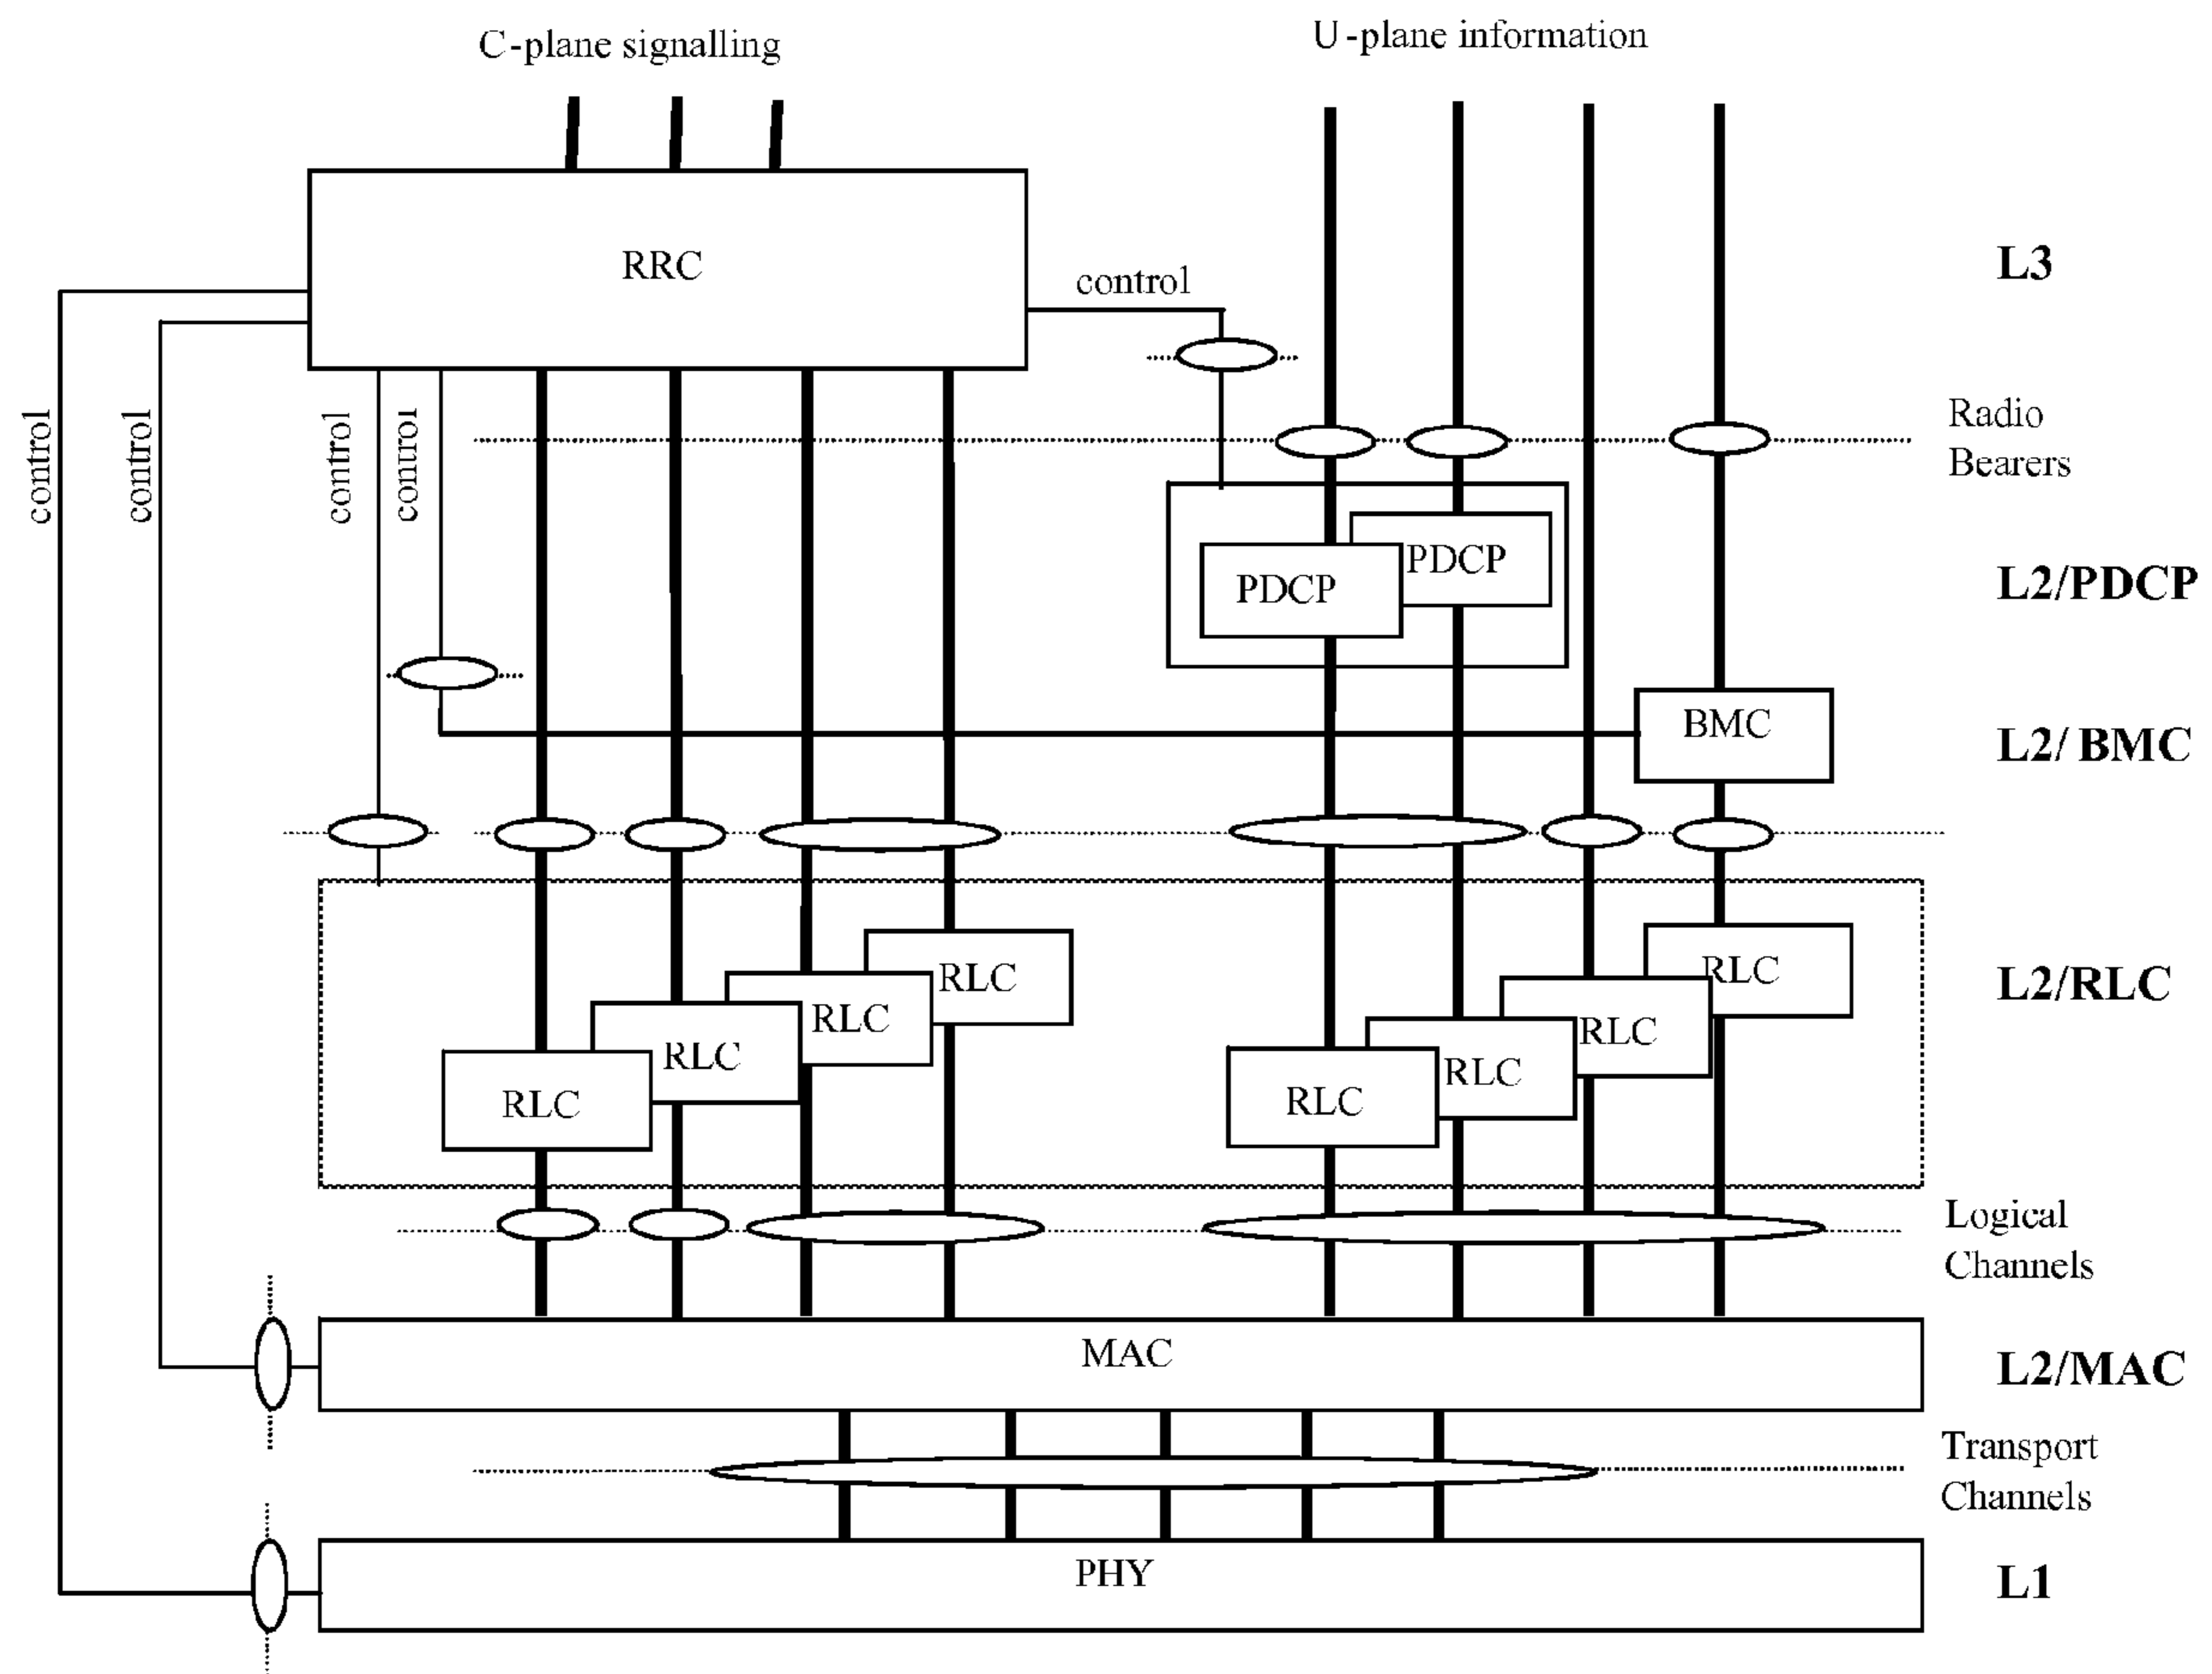 C-plane signalling
U-plane information
RRC
control
L3
control
control
control
control
Radio
Bearers
PDCP
PDCP
L2/PDCP
BMC
L2/ BMC
RLC
RLC
RLC
RLC
RLC
RLC
RLC
RLC
L2/RLC
Logical
Channels
MAC
L2/MAC
Transport
Channels
PHY
L1